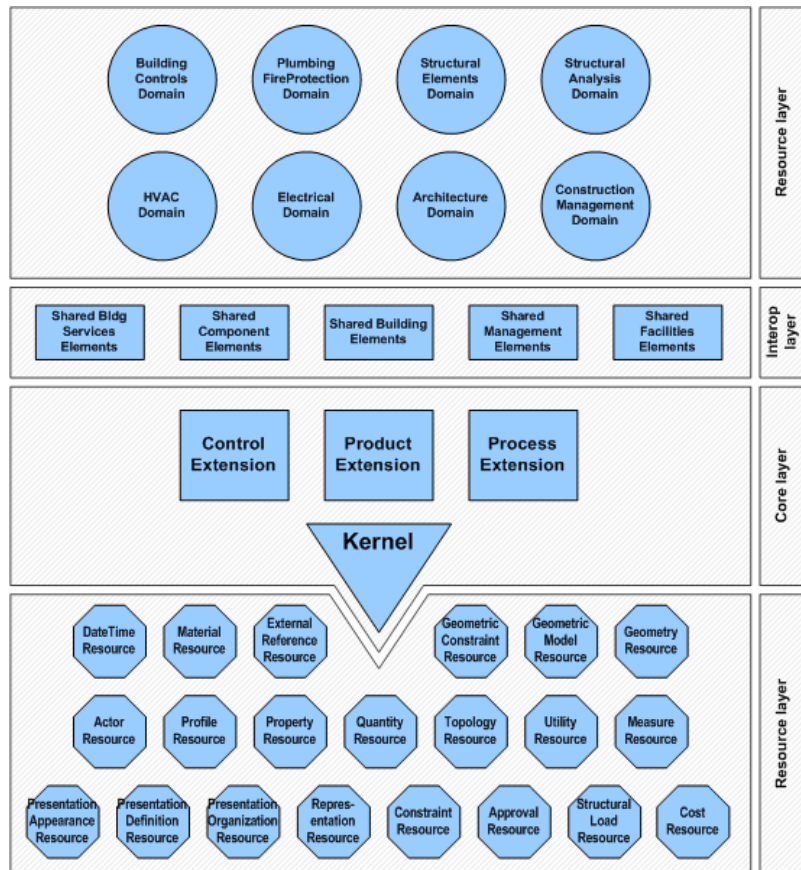 Building
Controls
Domain
Plumbing
FireProtection
Domain
Structural
Elements
Domain
Structural
Analysis
Domain
HVAC
Domain
Electrical
Domain
Architecture
Domain
Construction
Management
Domain
Resource layer
Shared Bldg
Services
Elements
Shared
Component
Elements
Shared Building
Elements
Shared
Management
Elements
Shared
Facilities
Elements
Interop
layer
Control
Extension
Product
Extension
Process
Extension
Kernel
Core layer
DateTime
Resource
Material
Resource
External
Reference
Resource
Geometric
Constraint
Resource
Geometric
Model
Resource
Geometry
Resource
Actor
Resource
Profile
Resource
Property
Resource
Quantity
Resource
Topology
Resource
Utility
Resource
Measure
Resource
Presentation
Appearance
Resource
Presentation
Definition
Resource
Presentation
Organization
Resource
Repres-
entation
Resource
Constraint
Resource
Approval
Resource
Structural
Load
Resource
Cost
Resource
Resource layer